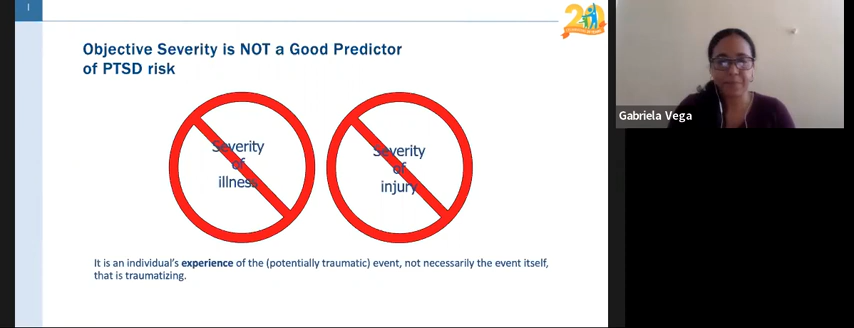 Objective Severity is NOT a Good Predictor
of PTSD risk
Severity
of
illness
Severity
of
injury
It is an individual's experience of the (potentially traumatic) event, not necessarily the event itself,
that is traumatizing.
20
Gabriela Vega